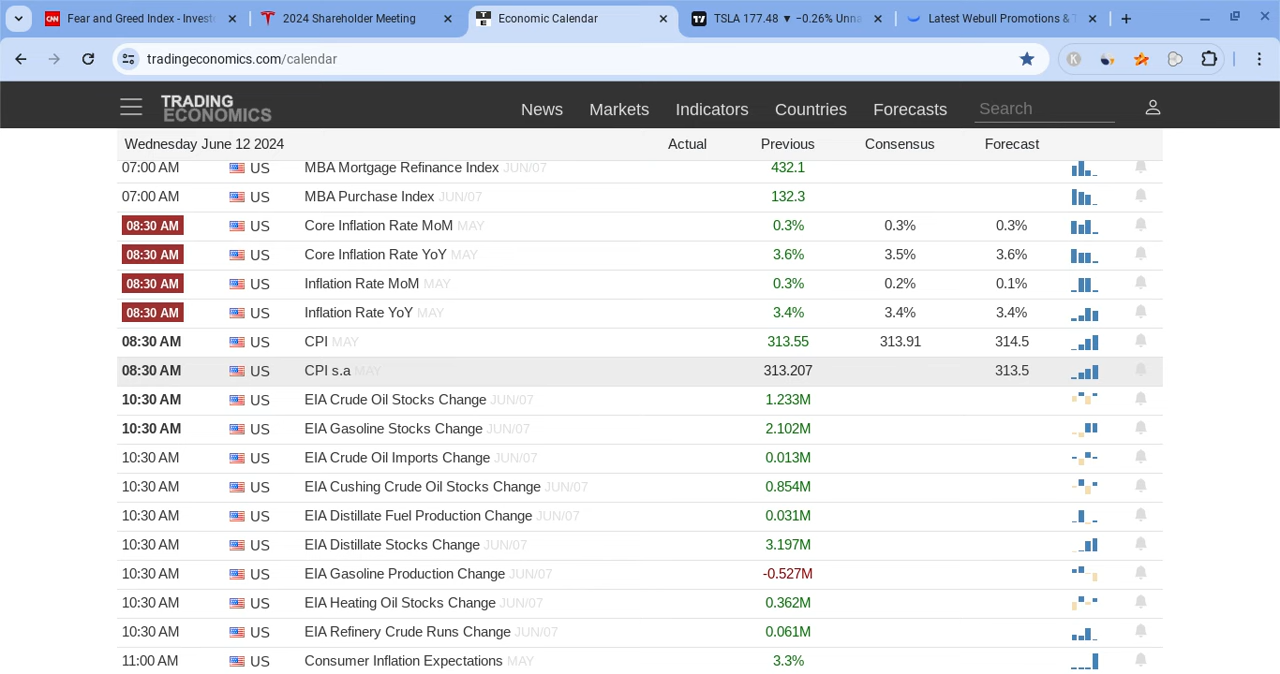 Fear and Greed Index - Invest
2024 Shareholder Meeting
Economic Calendar
TSLA 177.48 ▼ −0.26% Unna
Latest Webull Promotions & T
tradingeconomics.com/calendar
TRADING ECONOMICS
News Markets Indicators Countries Forecasts Search
Wednesday June 12 2024 Actual Previous Consensus Forecast
07:00 AM US MBA Mortgage Refinance Index JUN/07 432.1
07:00 AM US MBA Purchase Index JUN/07 132.3
08:30 AM US Core Inflation Rate MoM MAY 0.3% 0.3% 0.3%
08:30 AM US Core Inflation Rate YoY MAY 3.6% 3.5% 3.6%
08:30 AM US Inflation Rate MoM MAY 0.3% 0.2% 0.1%
08:30 AM US Inflation Rate YoY MAY 3.4% 3.4% 3.4%
08:30 AM US CPI MAY 313.55 313.91 314.5
08:30 AM US CPI s.a MAY 313.207 313.5
10:30 AM US EIA Crude Oil Stocks Change JUN/07 1.233M
10:30 AM US EIA Gasoline Stocks Change JUN/07 2.102M
10:30 AM US EIA Crude Oil Imports Change JUN/07 0.013M
10:30 AM US EIA Cushing Crude Oil Stocks Change JUN/07 0.854M
10:30 AM US EIA Distillate Fuel Production Change JUN/07 0.031M
10:30 AM US EIA Distillate Stocks Change JUN/07 3.197M
10:30 AM US EIA Gasoline Production Change JUN/07 -0.527M
10:30 AM US EIA Heating Oil Stocks Change JUN/07 0.362M
10:30 AM US EIA Refinery Crude Runs Change JUN/07 0.061M
11:00 AM US Consumer Inflation Expectations MAY 3.3%